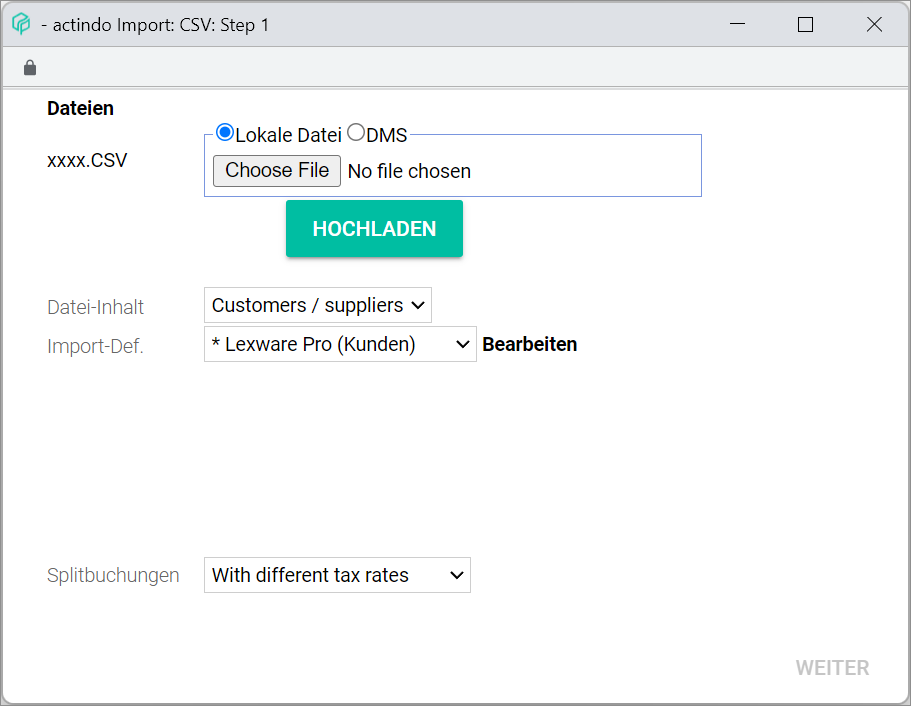 - actindo Import: CSV: Step 1
Dateien
Lokale Datei DMS
xxxx.CSV
Choose File No file chosen
HOCHLADEN
Datei-Inhalt Customers / suppliers
Import-Def. * Lexware Pro (Kunden) Bearbeiten
Splitbuchungen With different tax rates
WEITER